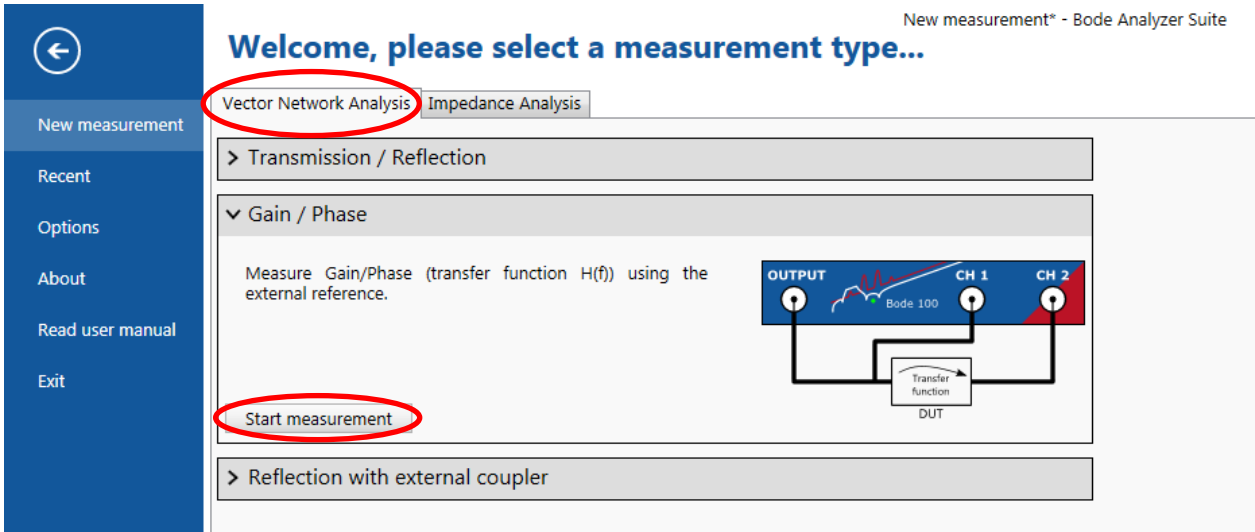 New measurement* - Bode Analyzer Suite
Welcome, please select a measurement type...
New measurement
Recent
Options
About
Read user manual
Exit
Vector Network Analysis
Impedance Analysis
Transmission / Reflection
Gain / Phase
Measure Gain/Phase (transfer function H(f)) using the
external reference.
OUTPUT
CH 1
CH 2
Bode 100
Transfer
function
DUT
Start measurement
Reflection with external coupler